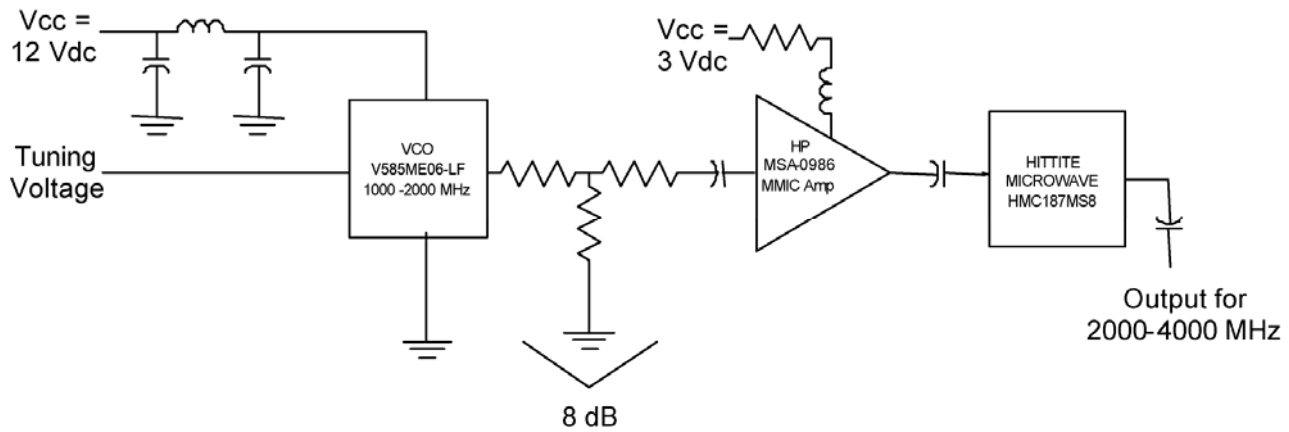 Vcc =
12 Vdc
Tuning
Voltage
VCO
V585ME06-LF
1000 -2000 MHz
8 dB
Vcc =
3 Vdc
HP
MSA-0986
MMIC Amp
HITTITE
MICROWAVE
HMC187MS8
Output for
2000-4000 MHz